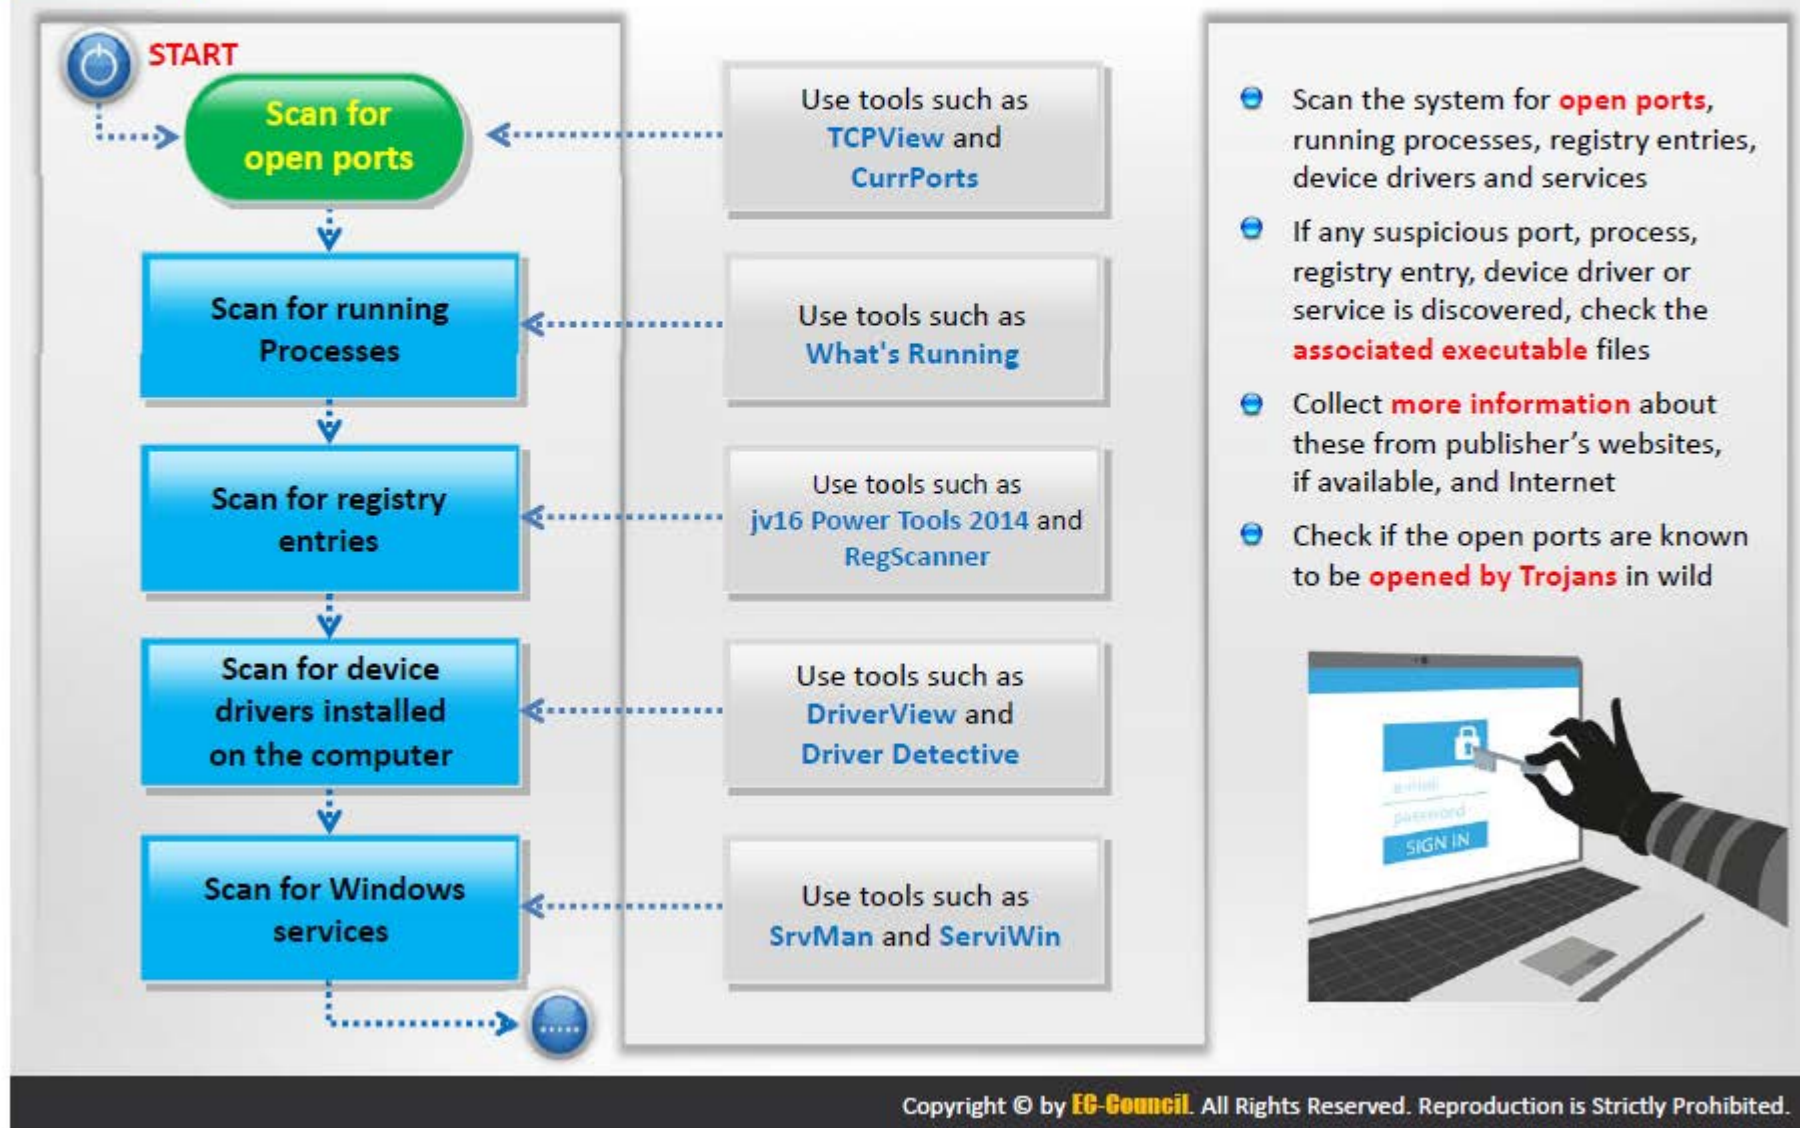 START
Scan for
open ports
Scan for running
Processes
Scan for registry
entries
Scan for device
drivers installed
on the computer
Scan for Windows
services
Use tools such as
TCPView and
CurrPorts
Use tools such as
What's Running
Use tools such as
jv16 Power Tools 2014 and
RegScanner
Use tools such as
DriverView and
Driver Detective
Use tools such as
SrvMan and ServiWin
Scan the system for open ports,
running processes, registry entries,
device drivers and services
If any suspicious port, process,
registry entry, device driver or
service is discovered, check the
associated executable files
Collect more information about
these from publisher’s websites,
if available, and Internet
Check if the open ports are known
to be opened by Trojans in wild
e-mail
password
SIGN IN
Copyright © by EC-Council. All Rights Reserved. Reproduction is Strictly Prohibited.